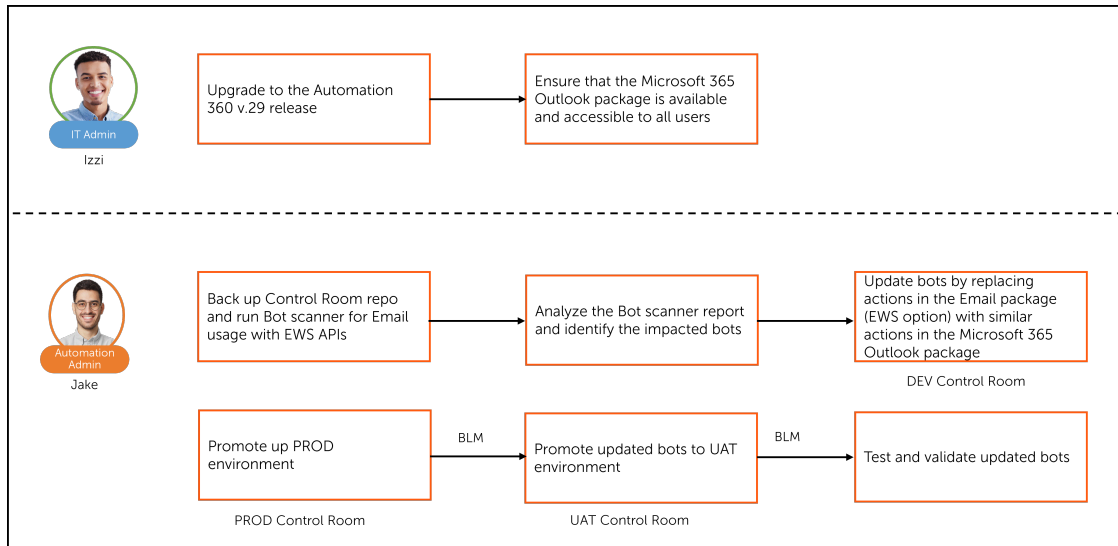 IT Admin
Izzi
Upgrade to the Automation
360 v.29 release
Ensure that the Microsoft 365
Outlook package is available
and accessible to all users
Automation
Admin
Jake
Back up Control Room repo
and run Bot scanner for Email
usage with EWS APIs
Analyze the Bot scanner report
and identify the impacted bots
Update bots by replacing
actions in the Email package
(EWS option) with similar
actions in the Microsoft 365
Outlook package
DEV Control Room
Promote up PROD
environment
BLM
Promote updated bots to UAT
environment
BLM
Test and validate updated bots
PROD Control Room
UAT Control Room